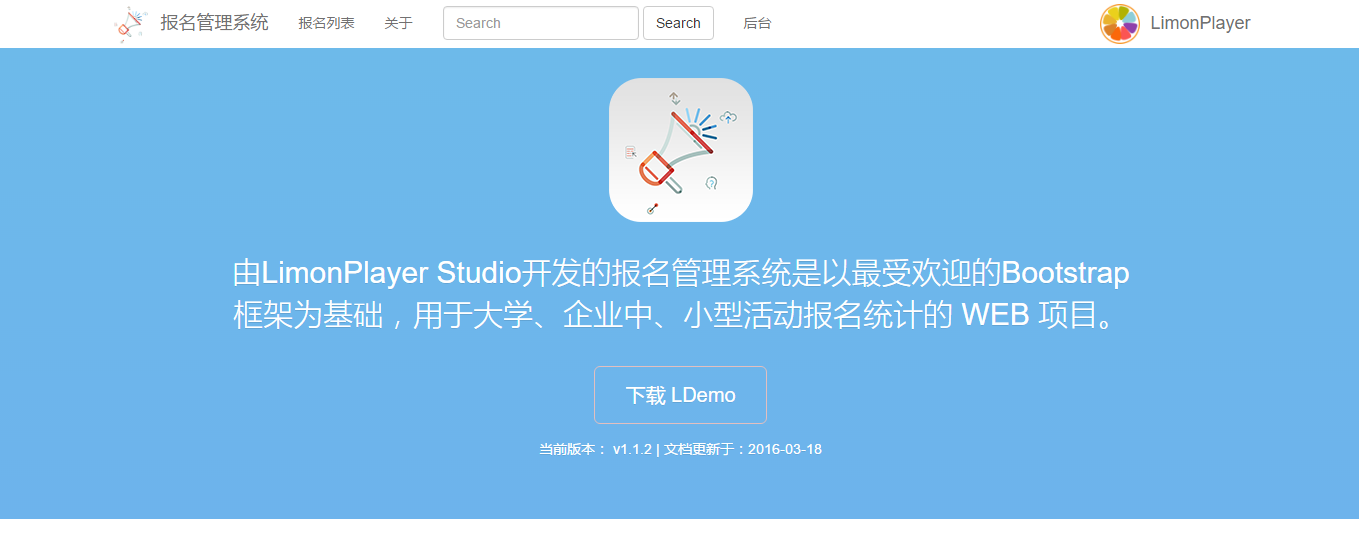 报名管理系统 报名列表 关于 Search Search 后台 LimonPlayer
由LimonPlayer Studio开发的报名管理系统是以最受欢迎的Bootstrap
框架为基础，用于大学、企业中、小型活动报名统计的 WEB 项目。
下载 LDemo
当前版本： v1.1.2 | 文档更新于：2016-03-18